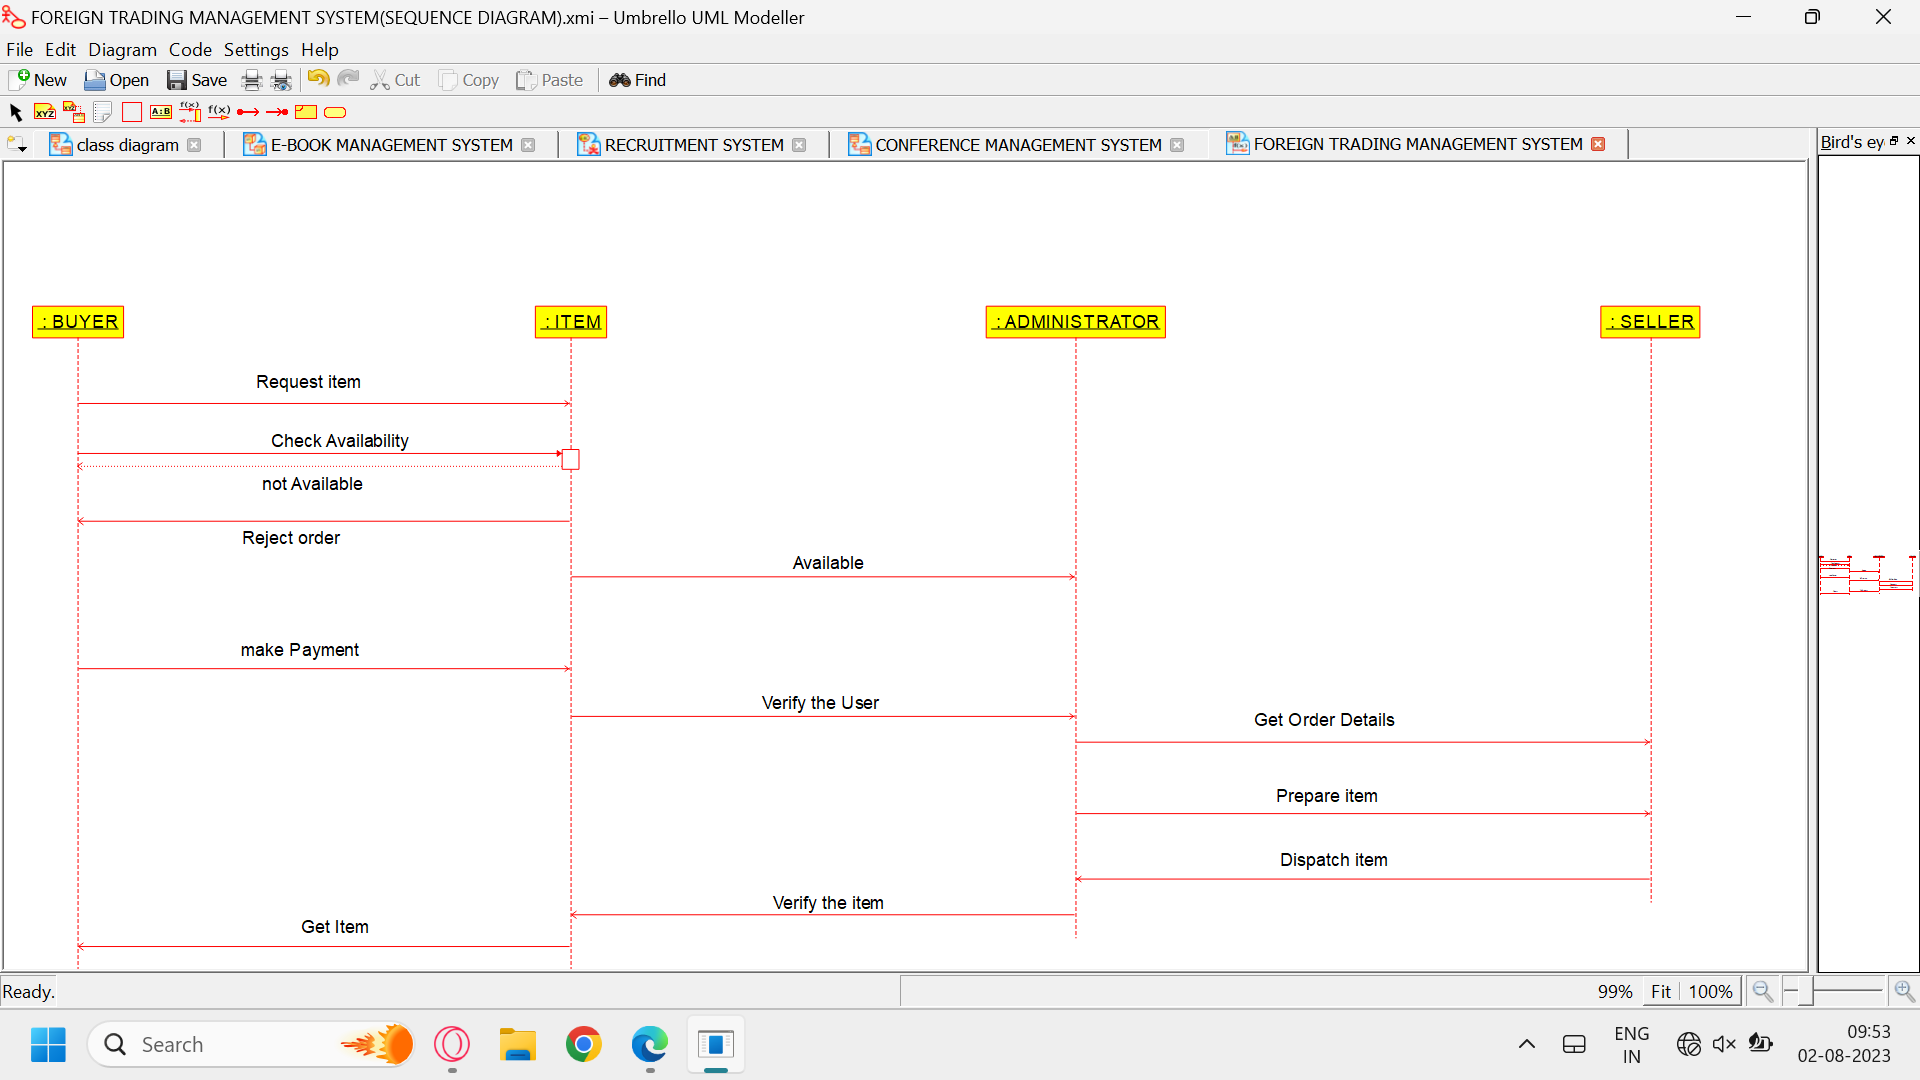 FOREIGN TRADING MANAGEMENT SYSTEM(SEQUENCE DIAGRAM).xmi – Umbrello UML Modeller
File Edit Diagram Code Settings Help
New Open Save Cut Copy Paste Find
XYZ XYZ A:B f(x) f(x)
class diagram E-BOOK MANAGEMENT SYSTEM RECRUITMENT SYSTEM CONFERENCE MANAGEMENT SYSTEM FOREIGN TRADING MANAGEMENT SYSTEM Bird's ey
: BUYER : ITEM : ADMINISTRATOR : SELLER
Request item
Check Availability
not Available
Reject order
Available
make Payment
Verify the User
Get Order Details
Prepare item
Dispatch item
Verify the item
Get Item
Ready. 99% Fit 100%
Search ENG 09:53
IN 02-08-2023